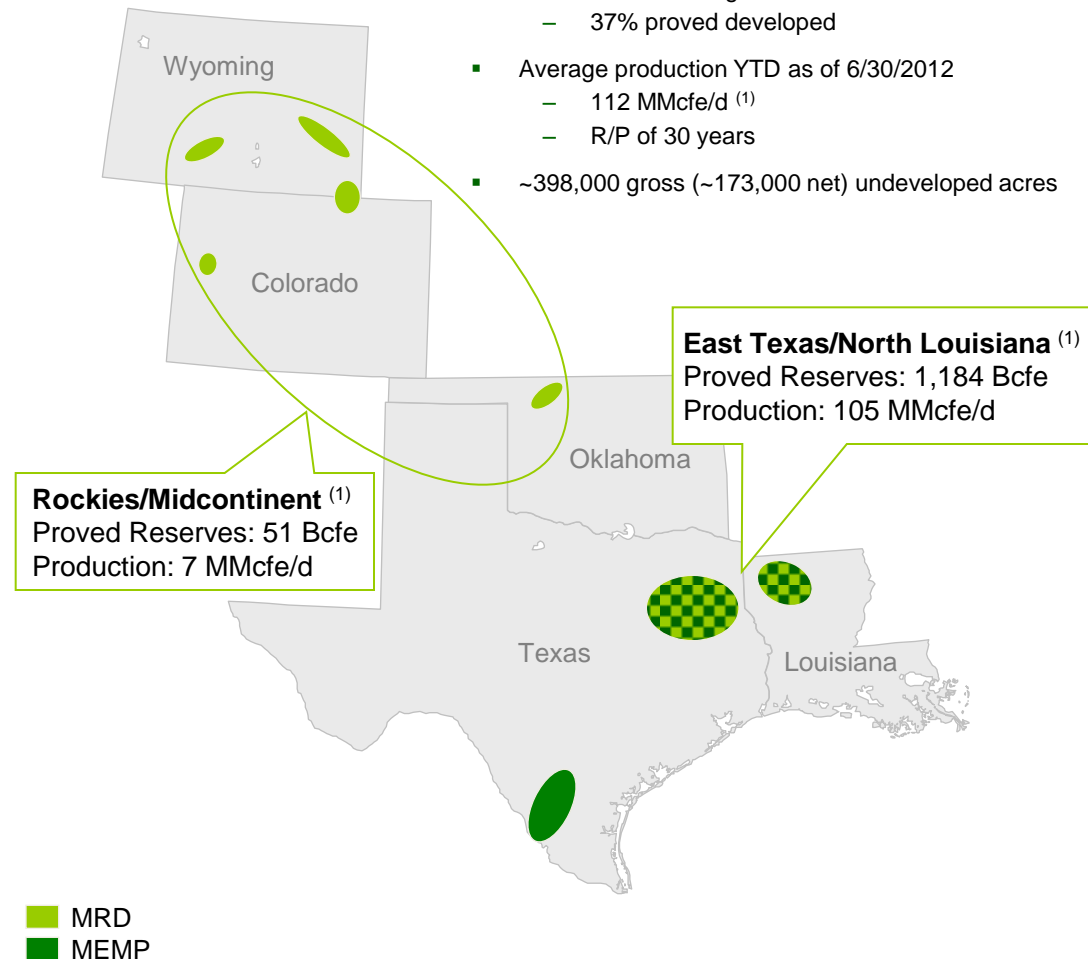 – 37% proved developed
▪ Average production YTD as of 6/30/2012
– 112 MMcfe/d (1)
– R/P of 30 years
▪ ~398,000 gross (~173,000 net) undeveloped acres
Wyoming
Colorado
East Texas/North Louisiana (1)
Proved Reserves: 1,184 Bcfe
Production: 105 MMcfe/d
Oklahoma
Rockies/Midcontinent (1)
Proved Reserves: 51 Bcfe
Production: 7 MMcfe/d
Texas
Louisiana
MRD
MEMP